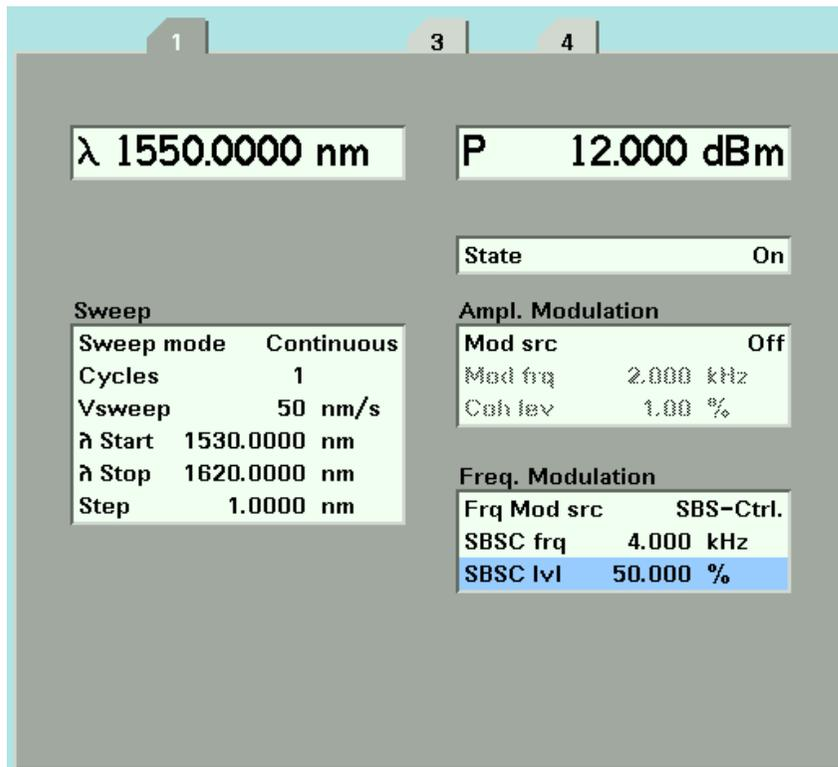 1 3 4
λ 1550.0000 nm
P 12.000 dBm
State On
Sweep
Sweep mode Continuous
Cycles 1
Vsweep 50 nm/s
λ Start 1530.0000 nm
λ Stop 1620.0000 nm
Step 1.0000 nm
Ampl. Modulation
Mod src Off
Mod frq 2.000 kHz
Coh lev 1.00 %
Freq. Modulation
Frq Mod src SBS-Ctrl.
SBSC frq 4.000 kHz
SBSC lvl 50.000 %